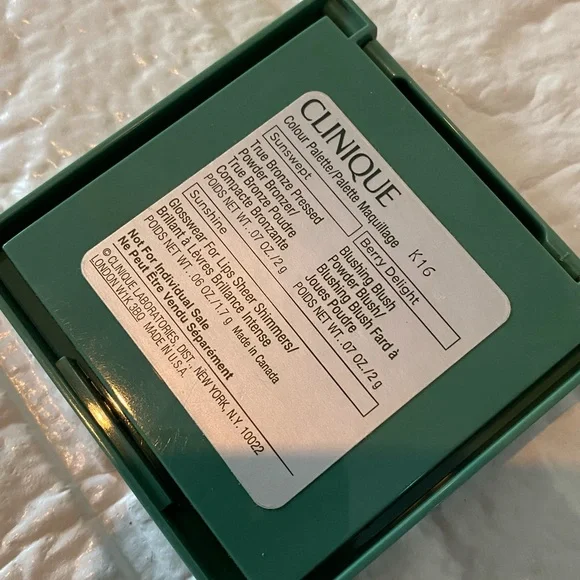 CLINIQUE
Colour Palette/Palette Maquillage K16
Sunswept
True Bronze Pressed
Powder Bronzer/
True Bronze Poudre
Compacte Bronzante
POIDS NET WT. .07 OZ./2 g
Berry Delight
Blushing Blush
Powder Blush/
Blushing Blush Fard à
Joues Poudre
POIDS NET WT. .07 OZ./2 g
Sunshine
Glosswear For Lips Sheer Shimmers/
Brillant à Lèvres Brillance Intense
POIDS NET WT. .06 OZ./1.7 g Made in Canada
Not For Individual Sale
Ne Peut Être Vendu Séparément
© CLINIQUE LABORATORIES, DIST., NEW YORK, N.Y. 10022
LONDON W1K 3BQ. MADE IN U.S.A.